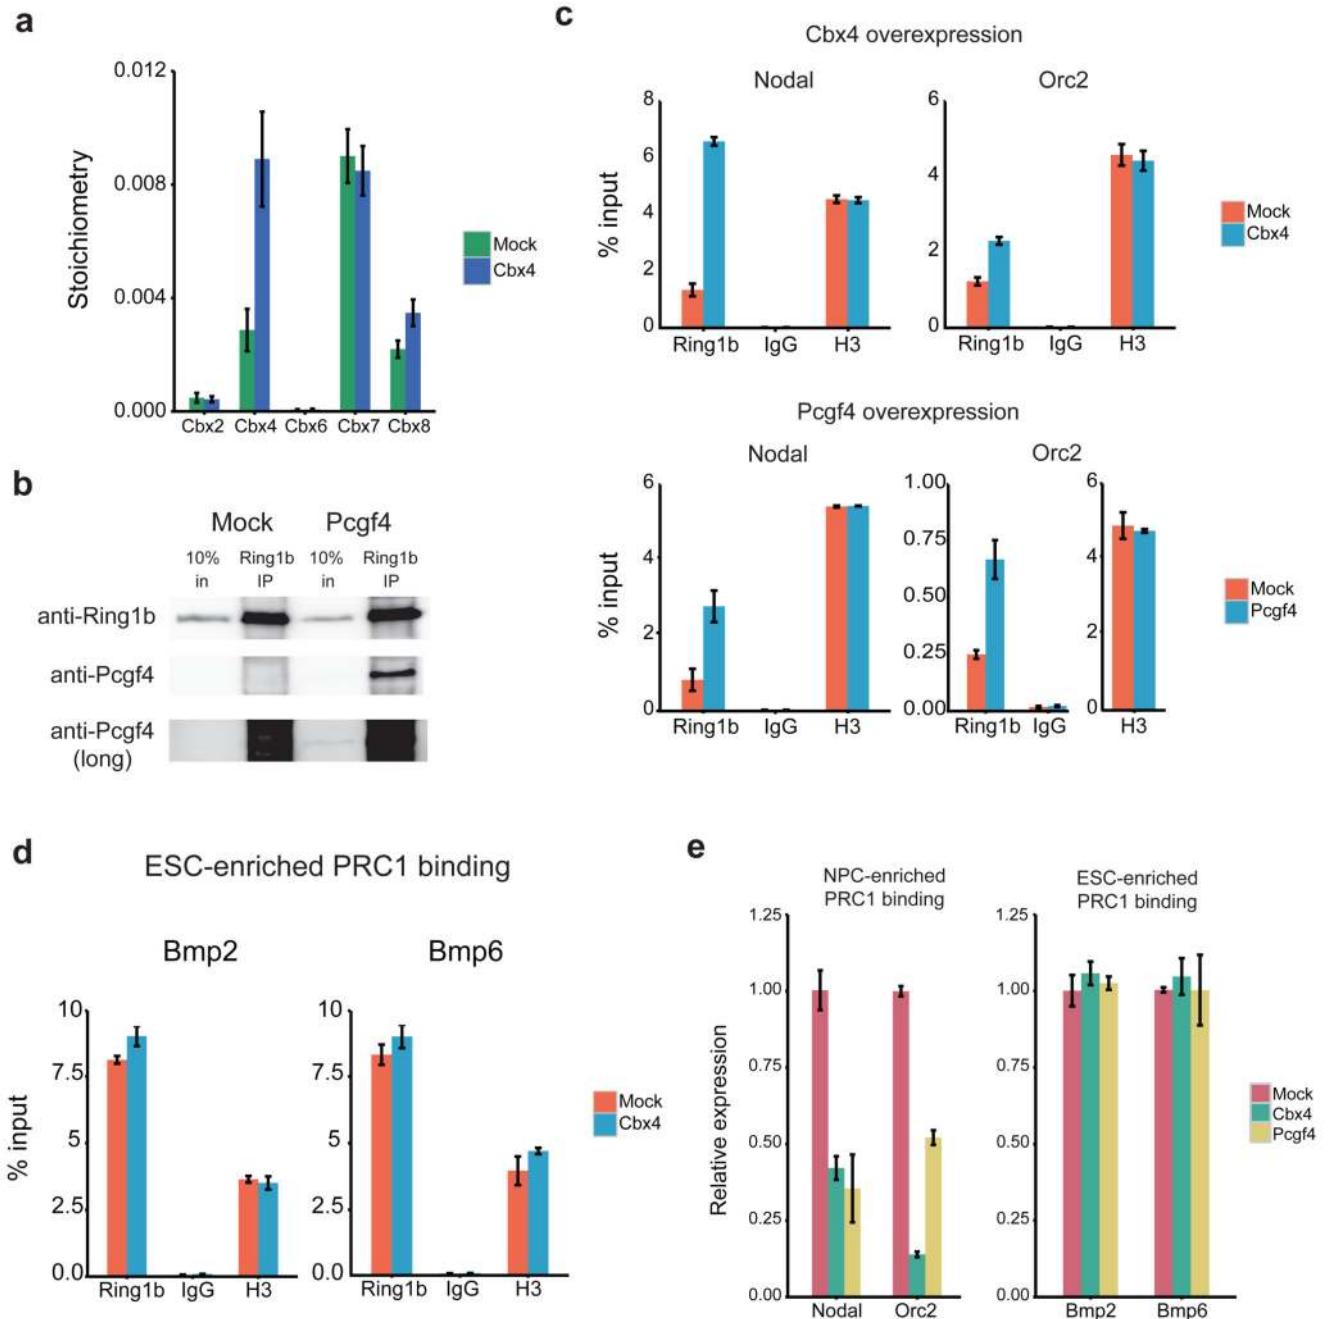 a
0.012
0.008
0.004
0.000
Stoichiometry
Cbx2 Cbx4 Cbx6 Cbx7 Cbx8
Mock
Cbx4
b
Mock Pcgf4
10% Ring1b 10% Ring1b
in IP in IP
anti-Ring1b
anti-Pcgf4
anti-Pcgf4
(long)
c
Cbx4 overexpression
Nodal
8
6
4
2
0
% input
Ring1b IgG H3
Orc2
6
4
2
0
Ring1b IgG H3
Mock
Cbx4
Pcgf4 overexpression
Nodal
6
4
2
0
% input
Ring1b IgG H3
Orc2
1.00
0.75
0.50
0.25
0.00
Ring1b IgG
6
4
2
0
H3
Mock
Pcgf4
d
ESC-enriched PRC1 binding
Bmp2
10
7.5
5
2.5
0.0
% input
Ring1b IgG H3
Bmp6
10
7.5
5
2.5
0.0
Ring1b IgG H3
Mock
Cbx4
e
NPC-enriched
PRC1 binding
1.25
1.00
0.75
0.50
0.25
0.00
Relative expression
Nodal Orc2
ESC-enriched
PRC1 binding
1.25
1.00
0.75
0.50
0.25
0.00
Bmp2 Bmp6
Mock
Cbx4
Pcgf4